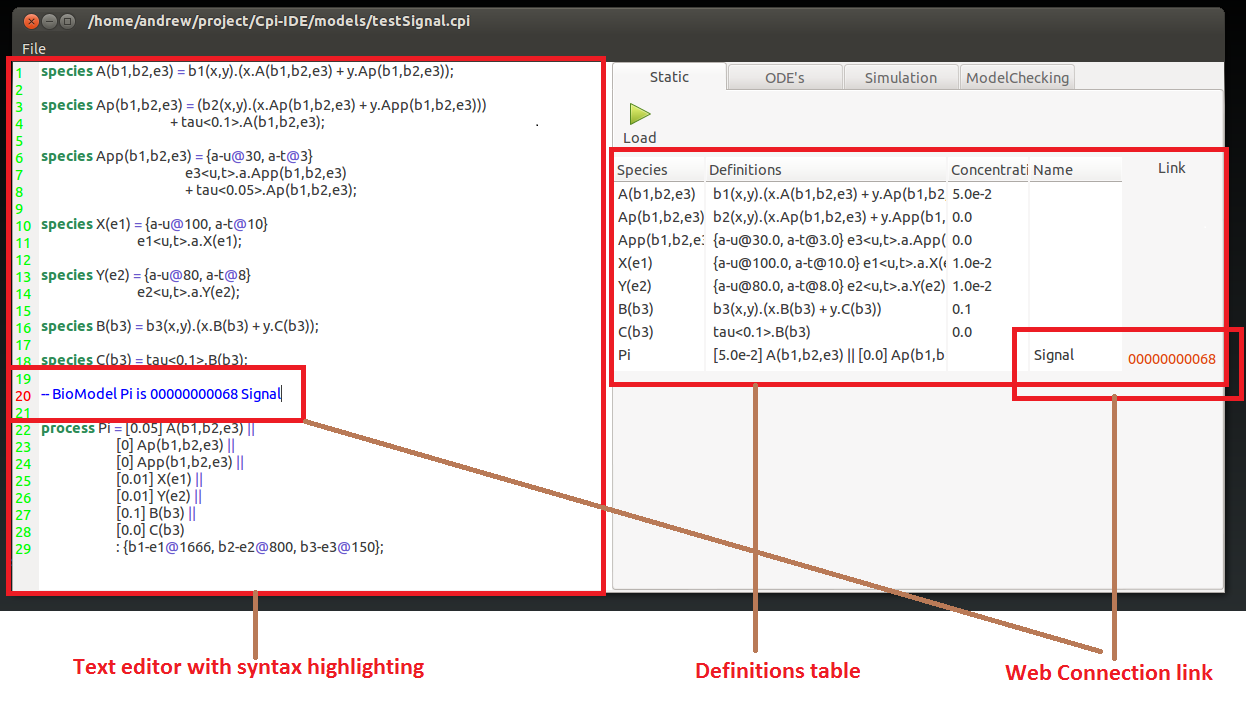 /home/andrew/project/Cpi-IDE/models/testSignal.cpi
File
1 species A(b1,b2,e3) = b1(x,y).(x.A(b1,b2,e3) + y.Ap(b1,b2,e3));
2
3 species Ap(b1,b2,e3) = (b2(x,y).(x.Ap(b1,b2,e3) + y.App(b1,b2,e3)))
4 + tau<0.1>.A(b1,b2,e3); .
5
6 species App(b1,b2,e3) = {a-u@30, a-t@3}
7 e3<u,t>.a.App(b1,b2,e3)
8 + tau<0.05>.Ap(b1,b2,e3);
9
10 species X(e1) = {a-u@100, a-t@10}
11 e1<u,t>.a.X(e1);
12
13 species Y(e2) = {a-u@80, a-t@8}
14 e2<u,t>.a.Y(e2);
15
16 species B(b3) = b3(x,y).(x.B(b3) + y.C(b3));
17
18 species C(b3) = tau<0.1>.B(b3);
19
20 -- BioModel Pi is 00000000068 Signal
21
22 process Pi = [0.05] A(b1,b2,e3) ||
23 [0] Ap(b1,b2,e3) ||
24 [0] App(b1,b2,e3) ||
25 [0.01] X(e1) ||
26 [0.01] Y(e2) ||
27 [0.1] B(b3) ||
28 [0.0] C(b3)
29 : {b1-e1@1666, b2-e2@800, b3-e3@150};
Static ODE's Simulation ModelChecking
Load
Species Definitions Concentrati Name Link
A(b1,b2,e3) b1(x,y).(x.A(b1,b2,e3) + y.Ap(b1,b2 5.0e-2
Ap(b1,b2,e3) b2(x,y).(x.Ap(b1,b2,e3) + y.App(b1, 0.0
App(b1,b2,e3 {a-u@30.0, a-t@3.0} e3<u,t>.a.App( 0.0
X(e1) {a-u@100.0, a-t@10.0} e1<u,t>.a.X(e 1.0e-2
Y(e2) {a-u@80.0, a-t@8.0} e2<u,t>.a.Y(e2) 1.0e-2
B(b3) b3(x,y).(x.B(b3) + y.C(b3)) 0.1
C(b3) tau<0.1>.B(b3) 0.0
Pi [5.0e-2] A(b1,b2,e3) || [0.0] Ap(b1,b Signal 00000000068
Text editor with syntax highlighting
Definitions table
Web Connection link